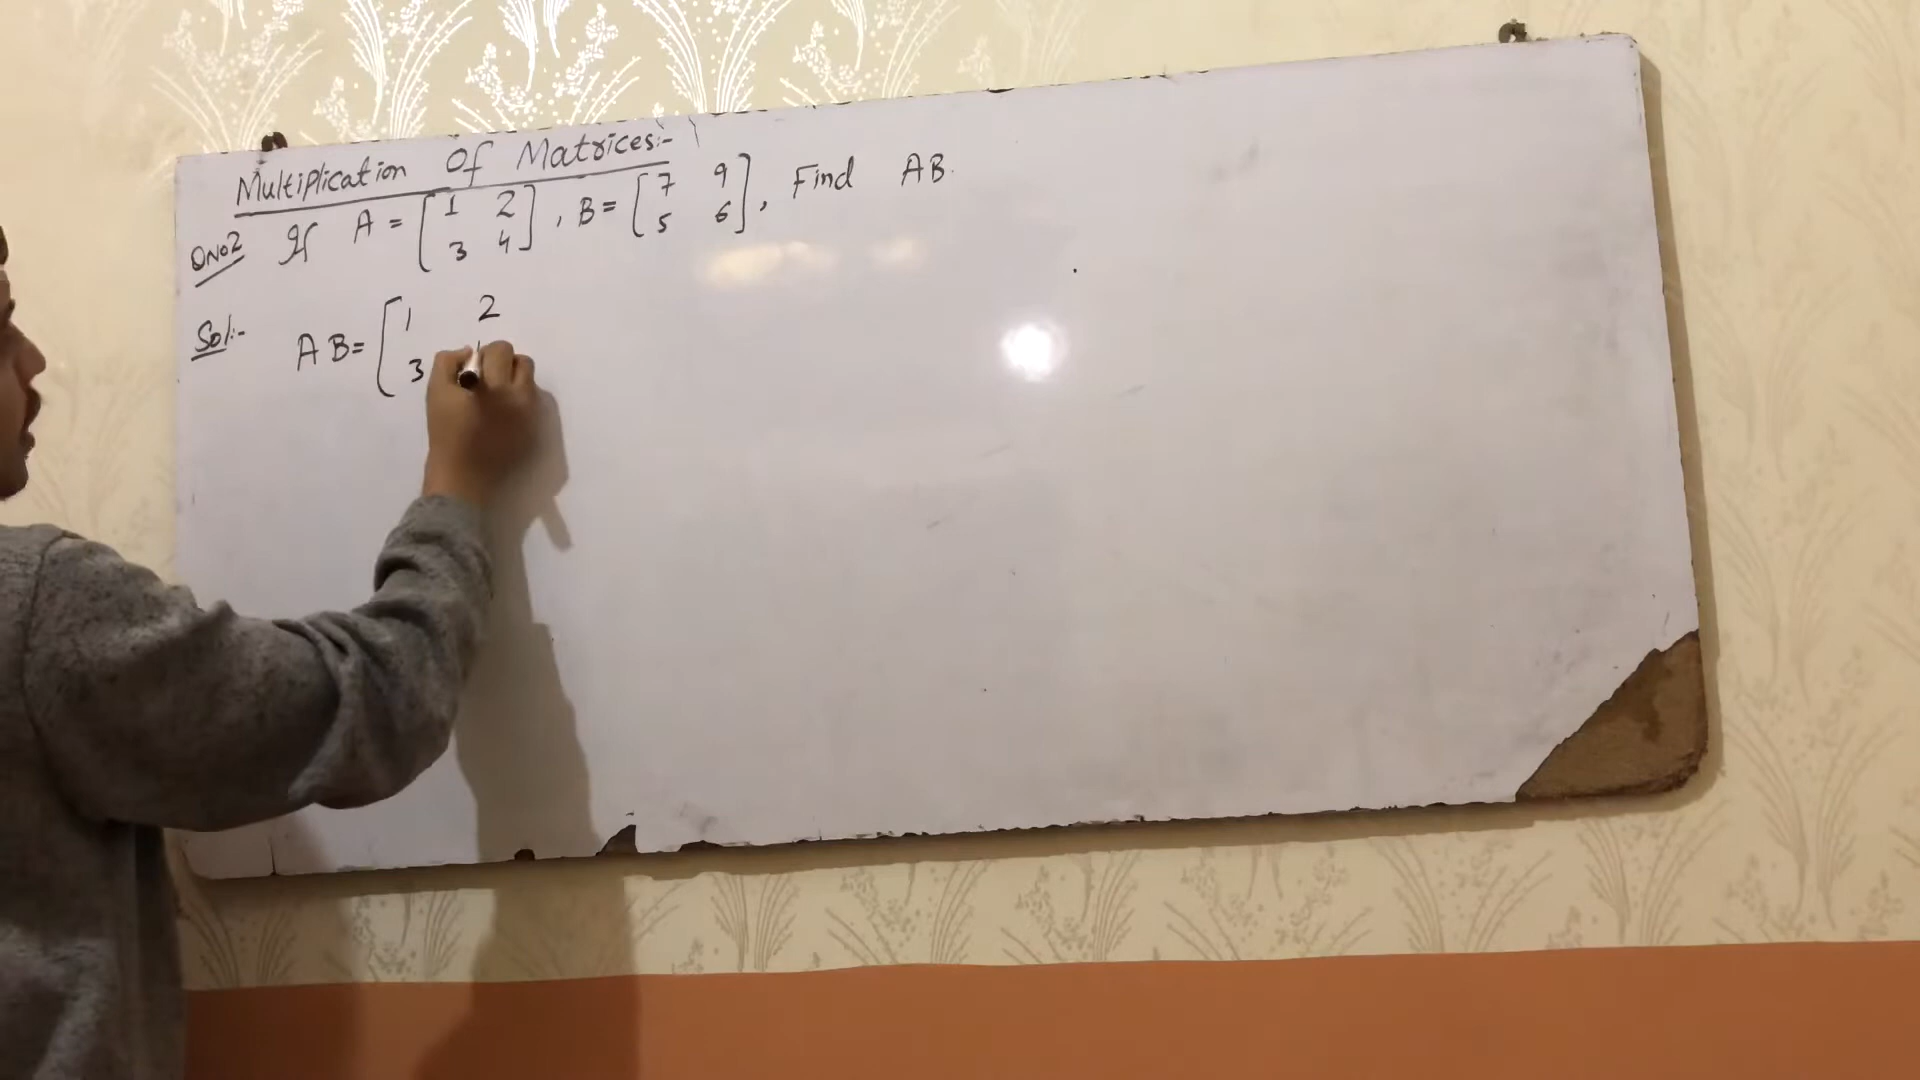 Multiplication Of Matrices:-
QNo2 If A = [1 2 3 4], B = [7 9 5 6], Find AB.
Sol:- AB = [1 2
3